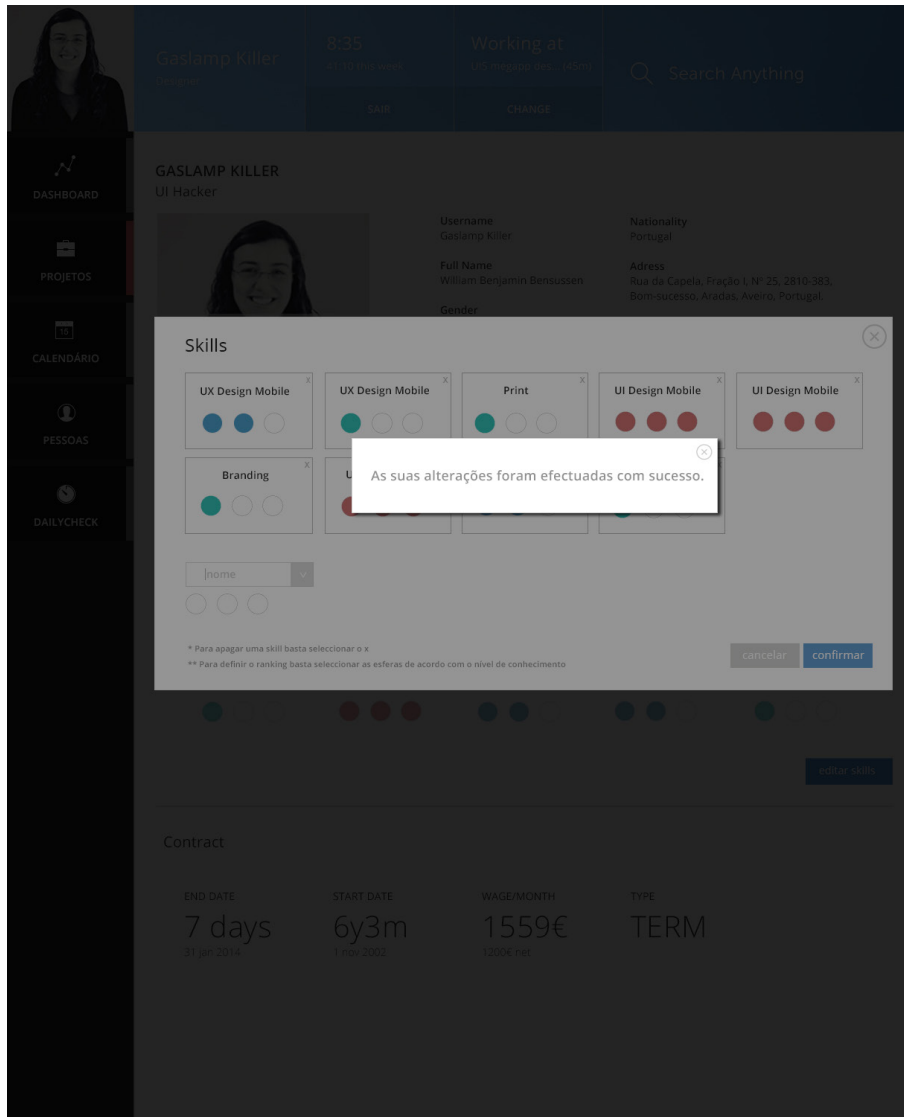 Gaslamp Killer
Designer
8:35
this week
SAIR
Working at
CHANGE
Search Anything
DASHBOARD
PROJETOS
18
CALENDÁRIO
PESSOAS
DAILYCHECK
GASLAMP KILLER
UI Hacker
Username
Gaslamp Killer
Full Name
William Benjamin Bensussen
Gender
Nationality
Portugal
Adress
Rua da Capela, Fração I, Nº 25, 2810-383,
Bom-sucesso, Aradas, Aveiro, Portugal.
Skills
UX Design Mobile x
UX Design Mobile x
Print x
UI Design Mobile x
UI Design Mobile x
Branding x
U
x
As suas alterações foram efectuadas com sucesso.
nome v
* Para apagar uma skill basta seleccionar o x
** Para definir o ranking basta seleccionar as esferas de acordo com o nível de conhecimento
cancelar
confirmar
editar skills
Contract
END DATE
7 days
31 jan 2014
START DATE
6y3m
1 nov 2002
WAGE/MONTH
1559€
1200€ net
TYPE
TERM